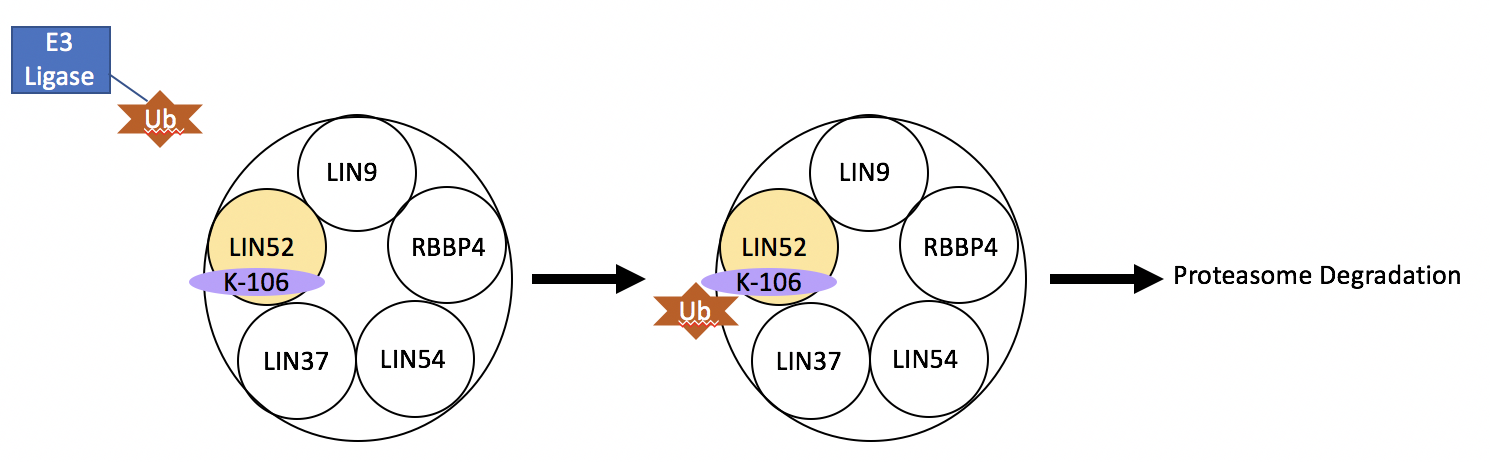 E3
Ligase
Ub
LIN9
LIN52
RBBP4
K-106
LIN37
LIN54
LIN9
LIN52
RBBP4
K-106
Ub
LIN37
LIN54
Proteasome Degradation